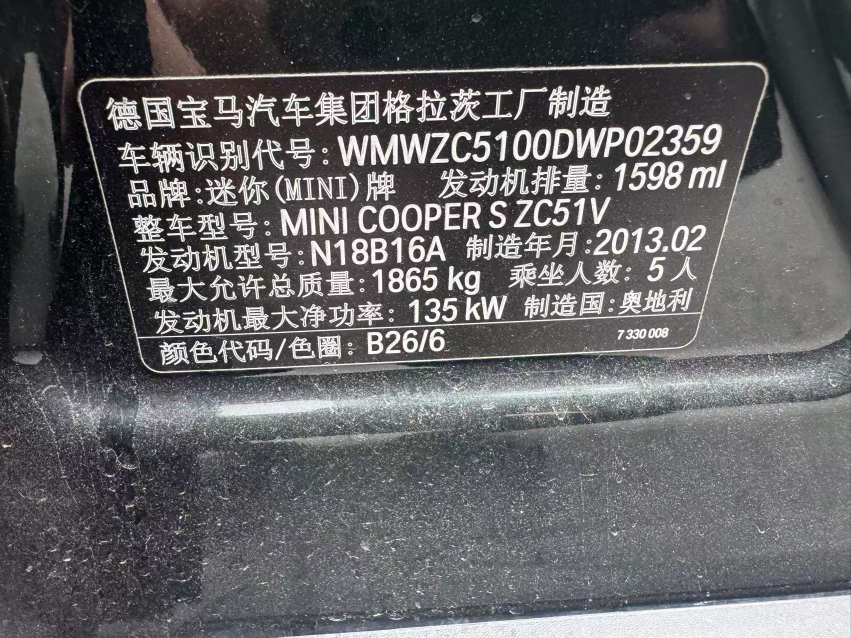 德国宝马汽车集团格拉茨工厂制造
车辆识别代号: WMWZC5100DWP02359
品牌: 迷你(MINI)牌 发动机排量: 1598 ml
整车型号: MINI COOPER S ZC51V
发动机型号: N18B16A 制造年月: 2013.02
最大允许总质量: 1865 kg 乘坐人数: 5 人
发动机最大净功率: 135 kW 制造国: 奥地利
颜色代码/色圈: B26/6 7 330 008